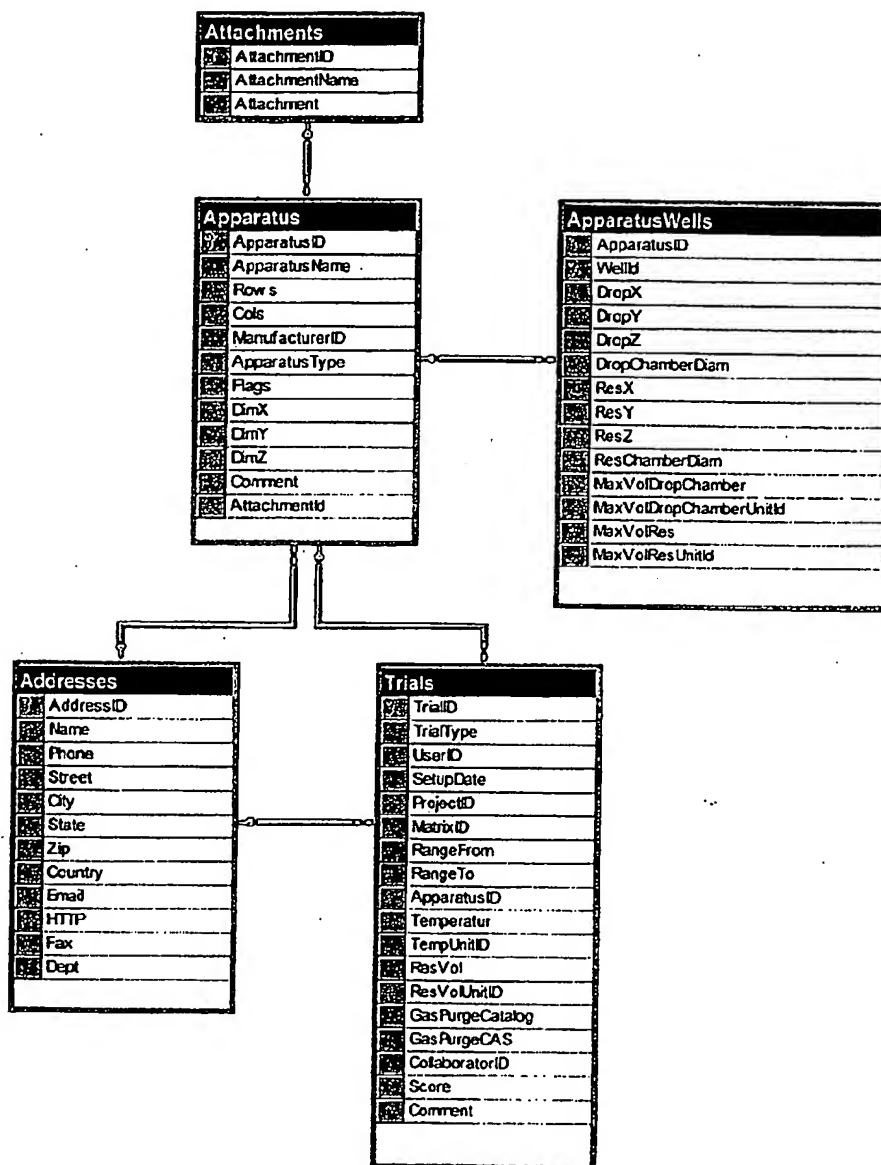 Attachments
AttachmentID
AttachmentName
Attachment
Apparatus
ApparatusID
ApparatusName
Rows
Cols
ManufacturerID
ApparatusType
Flags
DimX
DimY
DimZ
Comment
AttachmentId
ApparatusWells
ApparatusID
WellId
DropX
DropY
DropZ
DropChamberDiam
ResX
ResY
ResZ
ResChamberDiam
MaxVolDropChamber
MaxVolDropChamberUnitId
MaxVolRes
MaxVolResUnitId
Addresses
AddressID
Name
Phone
Street
City
State
Zip
Country
Email
HTTP
Fax
Dept
Trials
TrialID
TrialType
UserID
SetupDate
ProjectID
MatrixID
RangeFrom
RangeTo
ApparatusID
Temperatur
TempUnitID
ResVol
ResVolUnitID
GasPurgeCatalog
GasPurgeCAS
CollaboratorID
Score
Comment